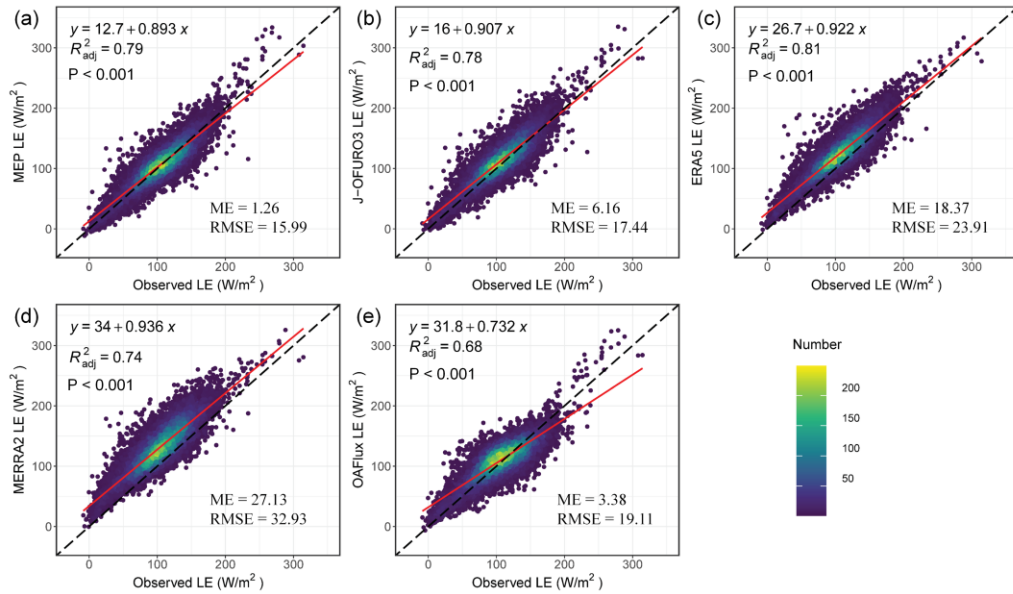 (a)
y = 12.7 + 0.893 x
R²adj = 0.79
P < 0.001
ME = 1.26
RMSE = 15.99
300
200
100
0
MEP LE (W/m²)
0 100 200 300
Observed LE (W/m²)
(b)
y = 16 + 0.907 x
R²adj = 0.78
P < 0.001
ME = 6.16
RMSE = 17.44
300
200
100
0
J−OFURO3 LE (W/m²)
0 100 200 300
Observed LE (W/m²)
(c)
y = 26.7 + 0.922 x
R²adj = 0.81
P < 0.001
ME = 18.37
RMSE = 23.91
300
200
100
0
ERA5 LE (W/m²)
0 100 200 300
Observed LE (W/m²)
(d)
y = 34 + 0.936 x
R²adj = 0.74
P < 0.001
ME = 27.13
RMSE = 32.93
300
200
100
0
MERRA2 LE (W/m²)
0 100 200 300
Observed LE (W/m²)
(e)
y = 31.8 + 0.732 x
R²adj = 0.68
P < 0.001
ME = 3.38
RMSE = 19.11
300
200
100
0
OAFlux LE (W/m²)
0 100 200 300
Observed LE (W/m²)
Number
200
150
100
50